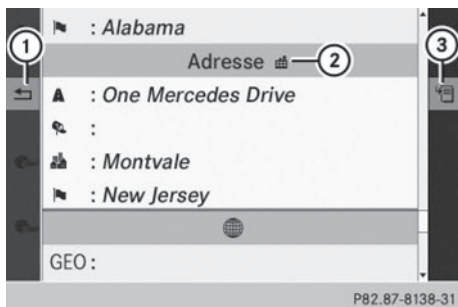 : Alabama
1
3
Adresse
2
: One Mercedes Drive
:
: Montvale
: New Jersey
GEO:
P82.87-8138-31